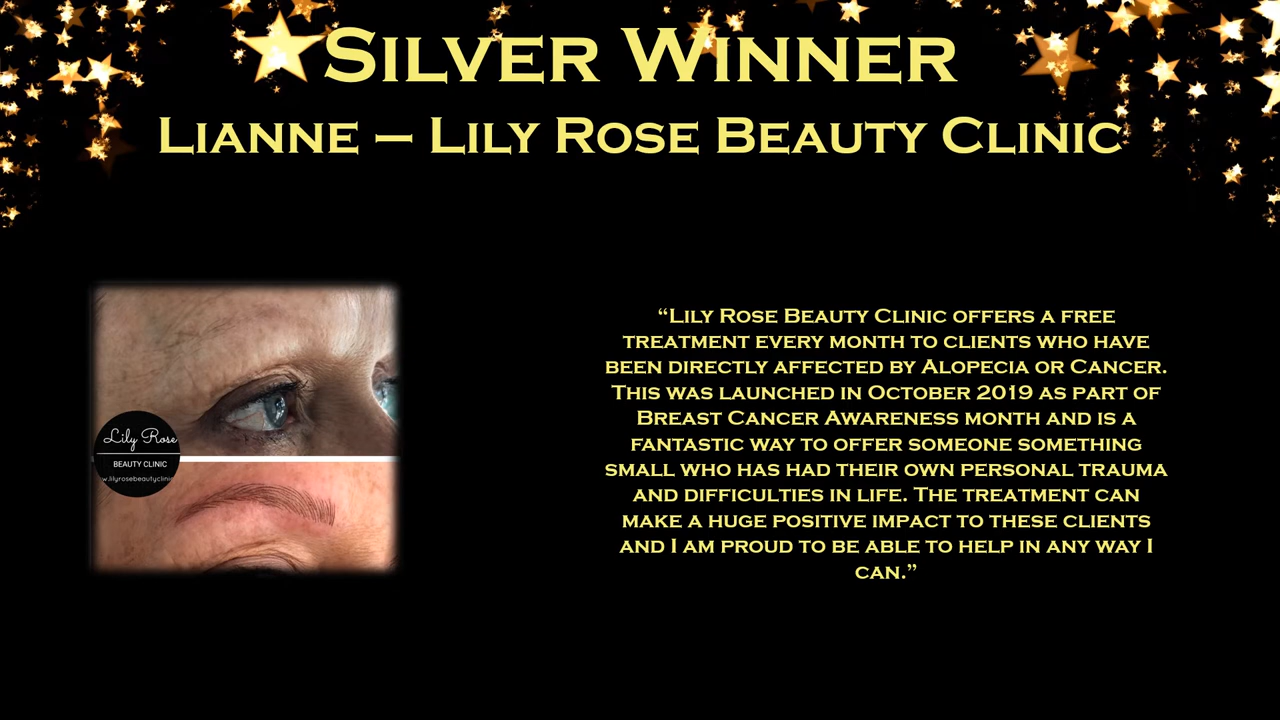 Silver Winner
Lianne – Lily Rose Beauty Clinic
“Lily Rose Beauty Clinic offers a free
treatment every month to clients who have
been directly affected by Alopecia or Cancer.
This was launched in October 2019 as part of
Breast Cancer Awareness month and is a
fantastic way to offer someone something
small who has had their own personal trauma
and difficulties in life. The treatment can
make a huge positive impact to these clients
and I am proud to be able to help in any way I
can.”
Lily Rose
BEAUTY CLINIC
w.lilyrosebeautyclinic